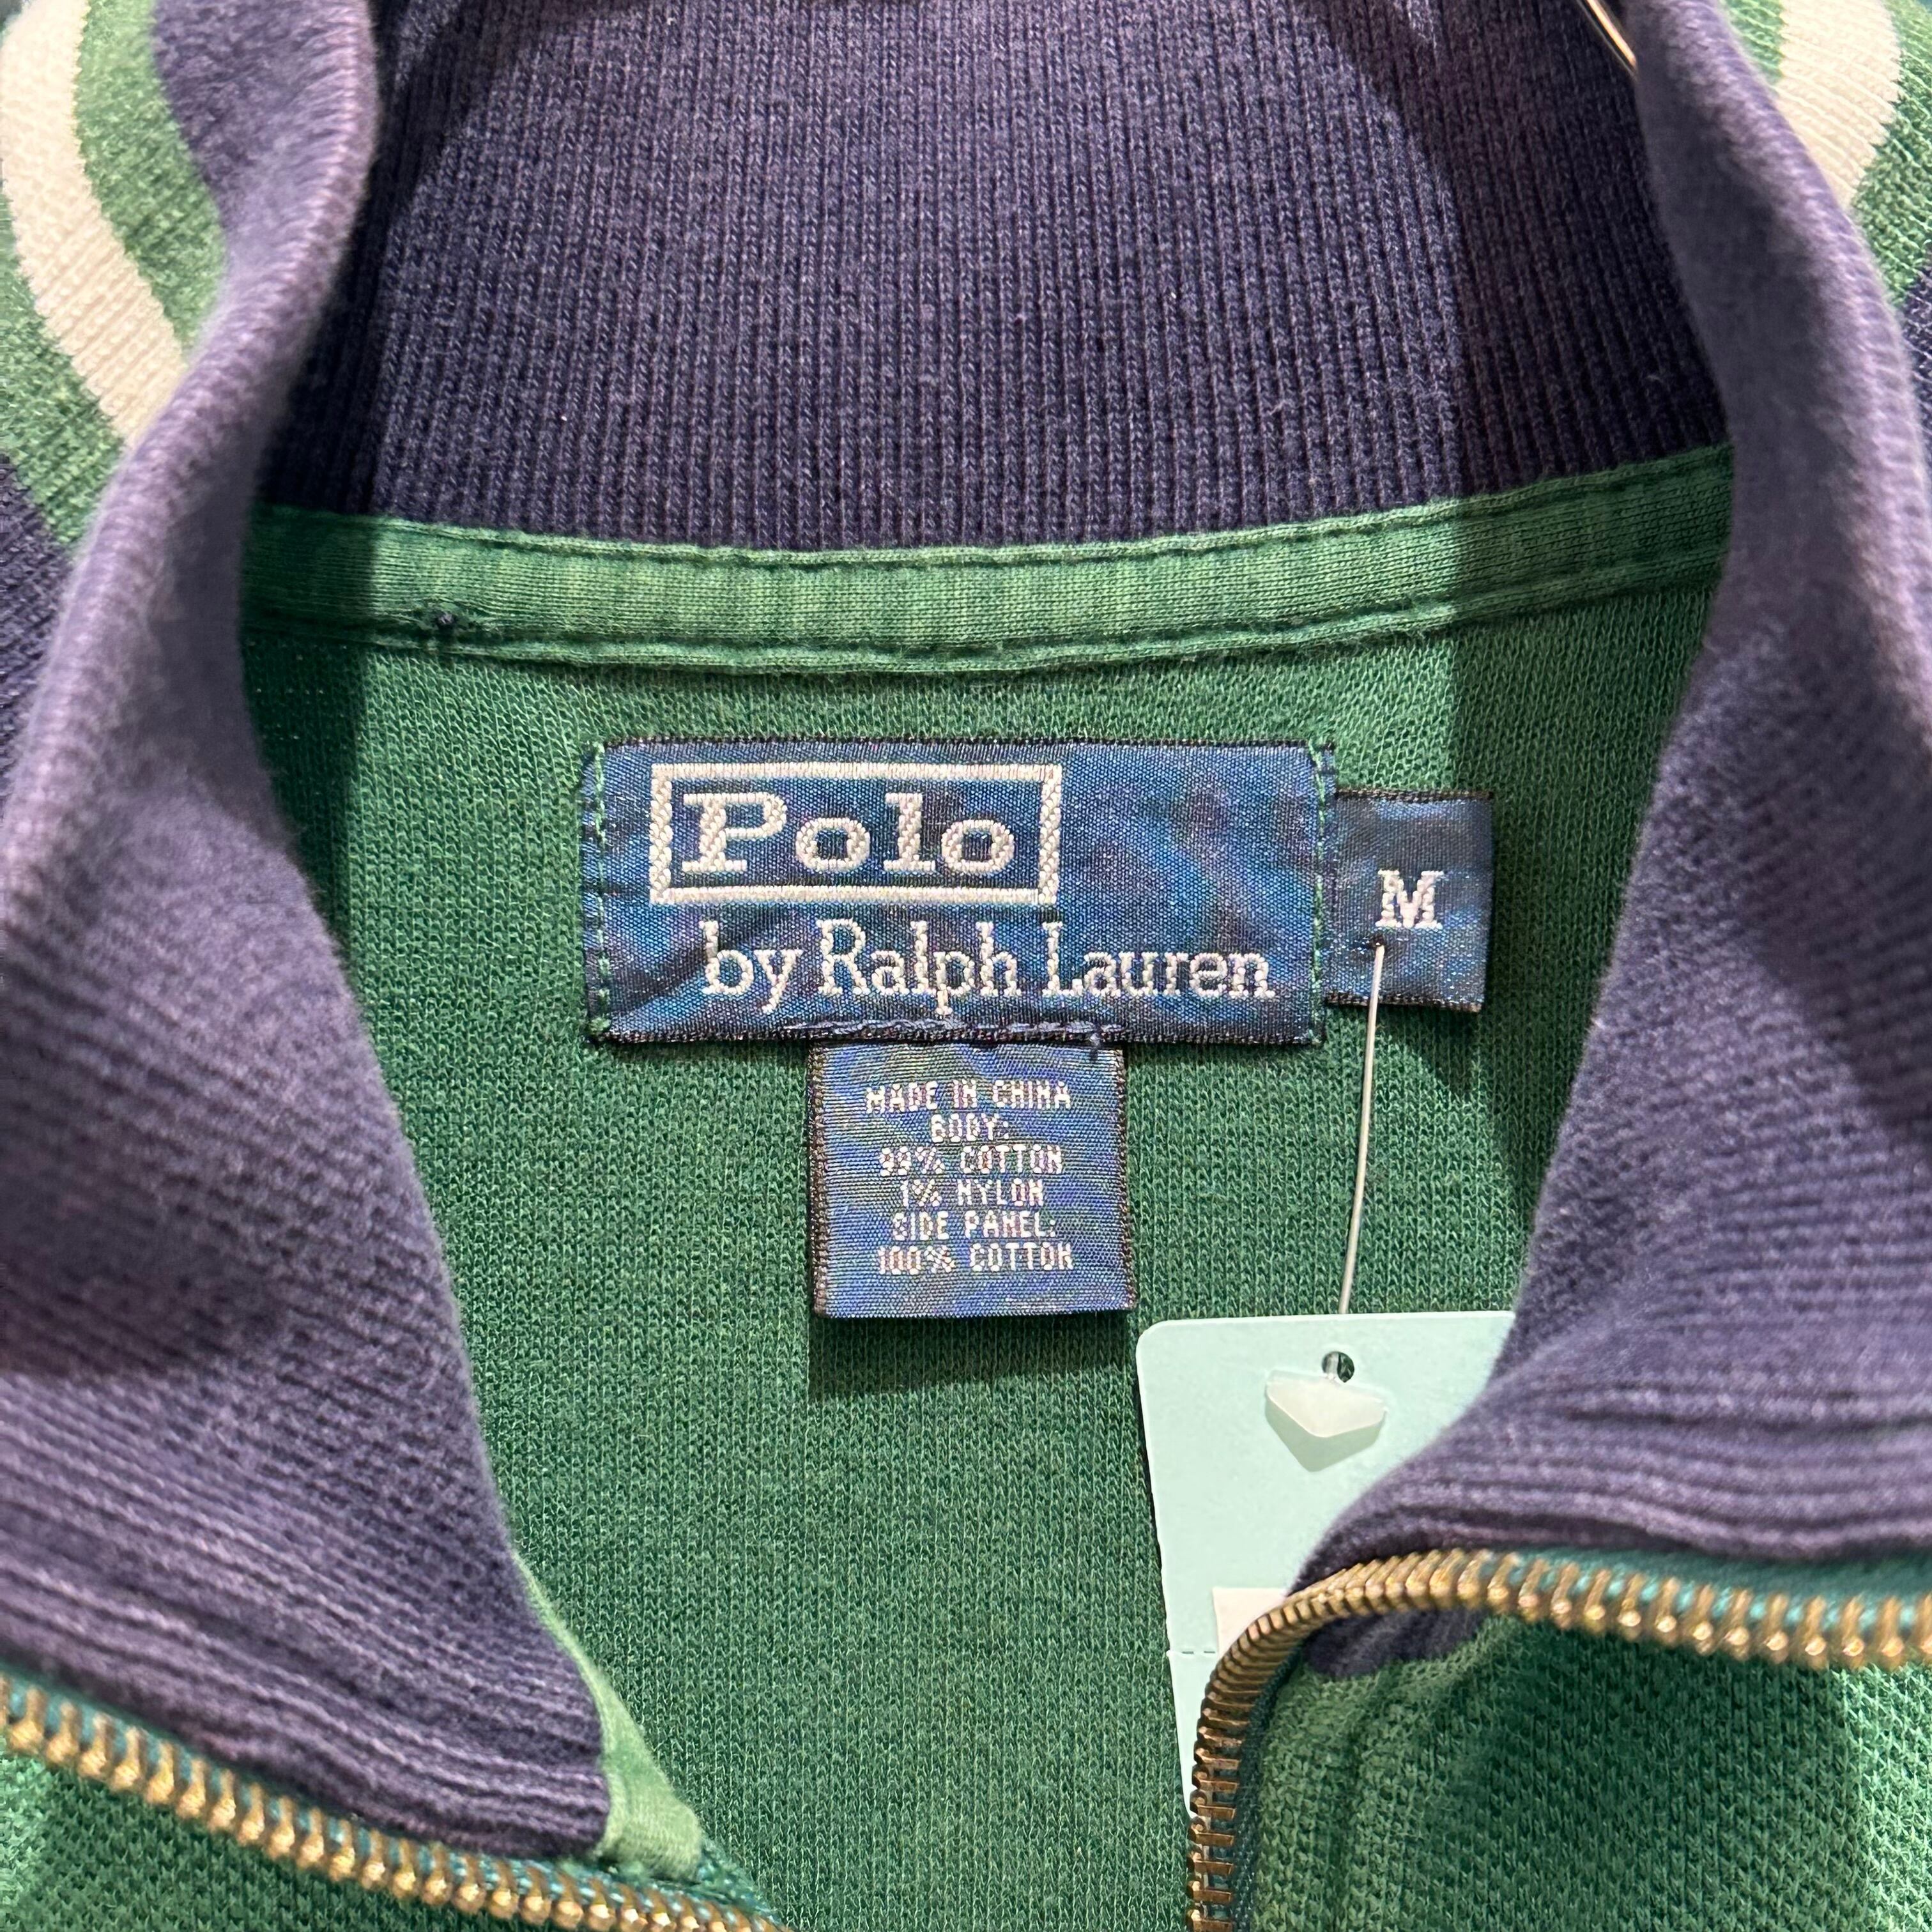 Polo
by Ralph Lauren
M
MADE IN CHINA
BODY:
99% COTTON
1% NYLON
SIDE PANEL:
100% COTTON